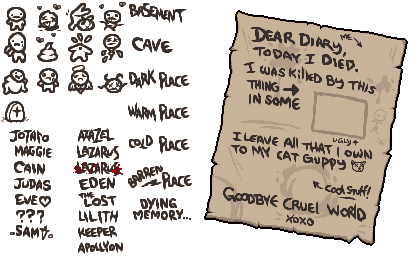 BASEMENT
CAVE
DARK PLACE
WARM PLACE
COLD PLACE
BARREN PLACE
DYING
MEMORY...
JOTARO
MAGGIE
CAIN
JUDAS
EVE♡
???
SAMS
AZAZEL
LAZARUS
LAZARUS
EDEN
THE
LOST
LILITH
KEEPER
APOLLYON
DEAR DIARY,
ME
TODAY I DIED.
I WAS KILLED BY THIS
THING →
IN SOME
UGLY↑
I LEAVE ALL THAT I OWN
TO MY CAT GUPPY
COOL STUFF!
GOODBYE CRUEL WORLD
XOXO